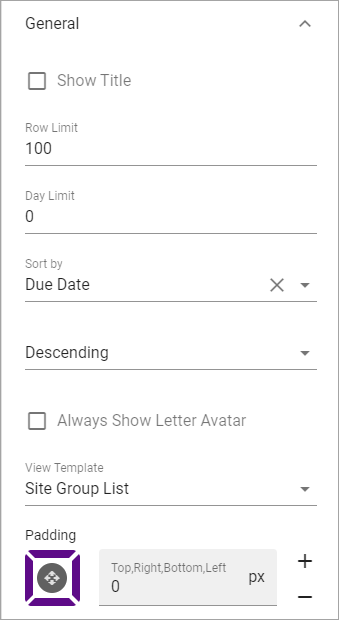 General
Show Title
Row Limit
100
Day Limit
0
Sort by
Due Date
Descending
Always Show Letter Avatar
View Template
Site Group List
Padding
Top,Right,Bottom,Left
0 px